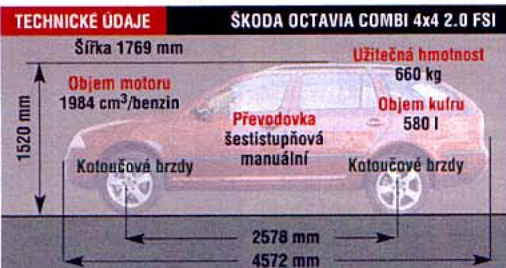 TECHNICKÉ ÚDAJE
ŠKODA OCTAVIA COMBI 4x4 2.0 FSI
Šířka 1769 mm
Užitečná hmotnost
660 kg
Objem motoru
1984 cm³/benzin
Objem kufru
580 l
Převodovka
šestistupňová
manuální
1520 mm
Kotoučové brzdy
Kotoučové brzdy
2578 mm
4572 mm